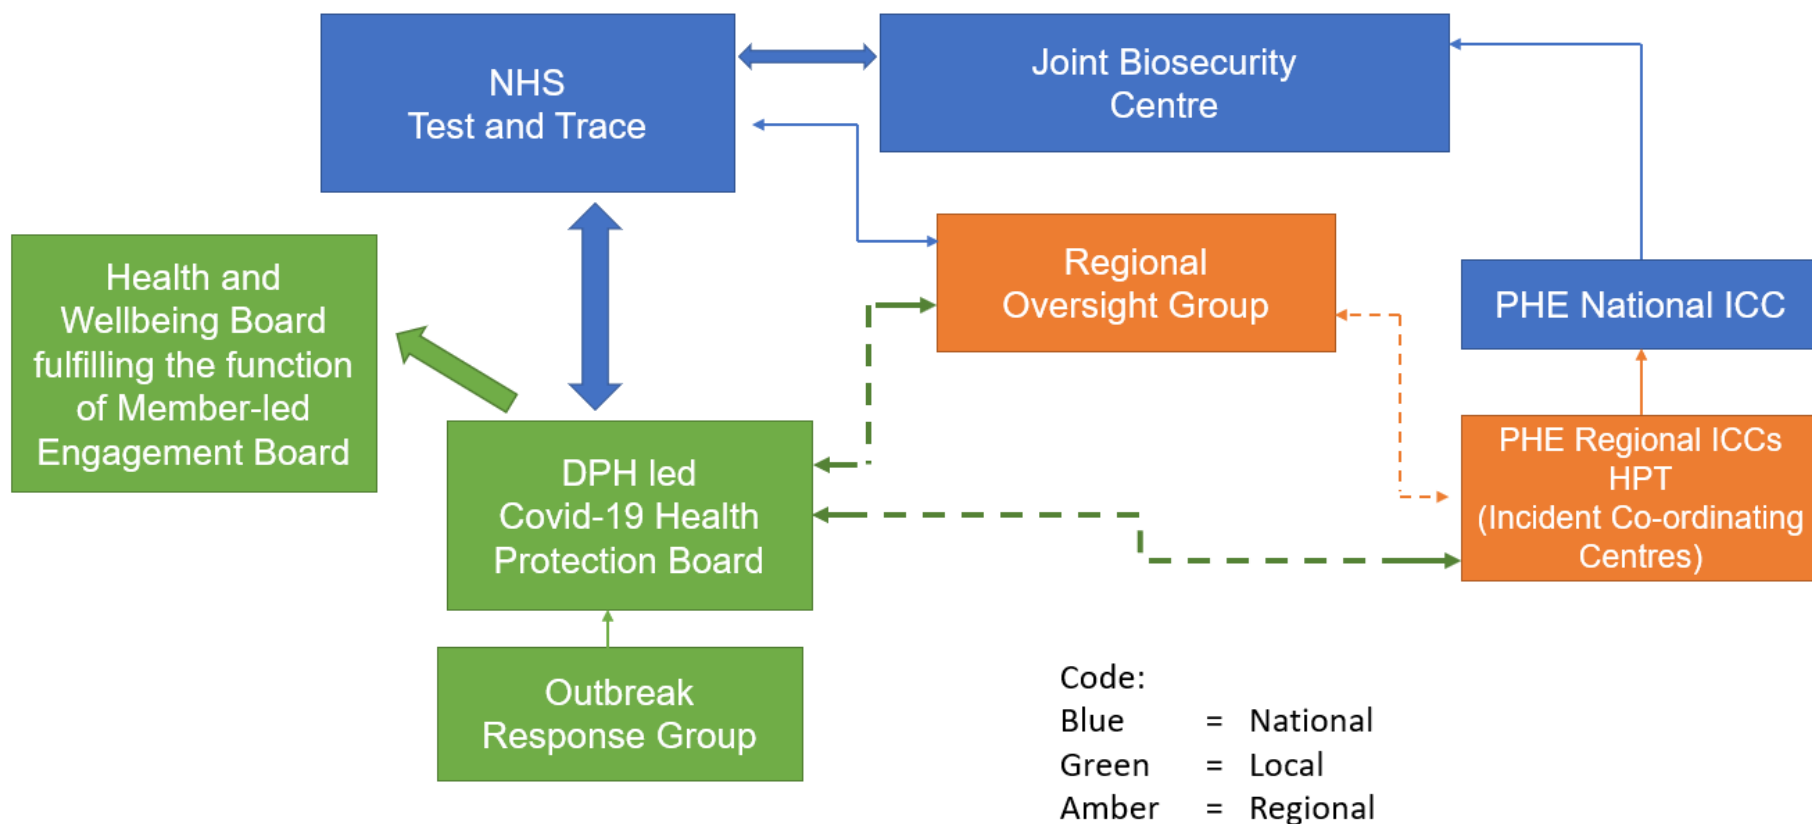 NHS
Test and Trace
Joint Biosecurity
Centre
Health and
Wellbeing Board
fulfilling the function
of Member-led
Engagement Board
Regional
Oversight Group
PHE National ICC
DPH led
Covid-19 Health
Protection Board
PHE Regional ICCs
HPT
(Incident Co-ordinating
Centres)
Outbreak
Response Group
Code:
Blue = National
Green = Local
Amber = Regional